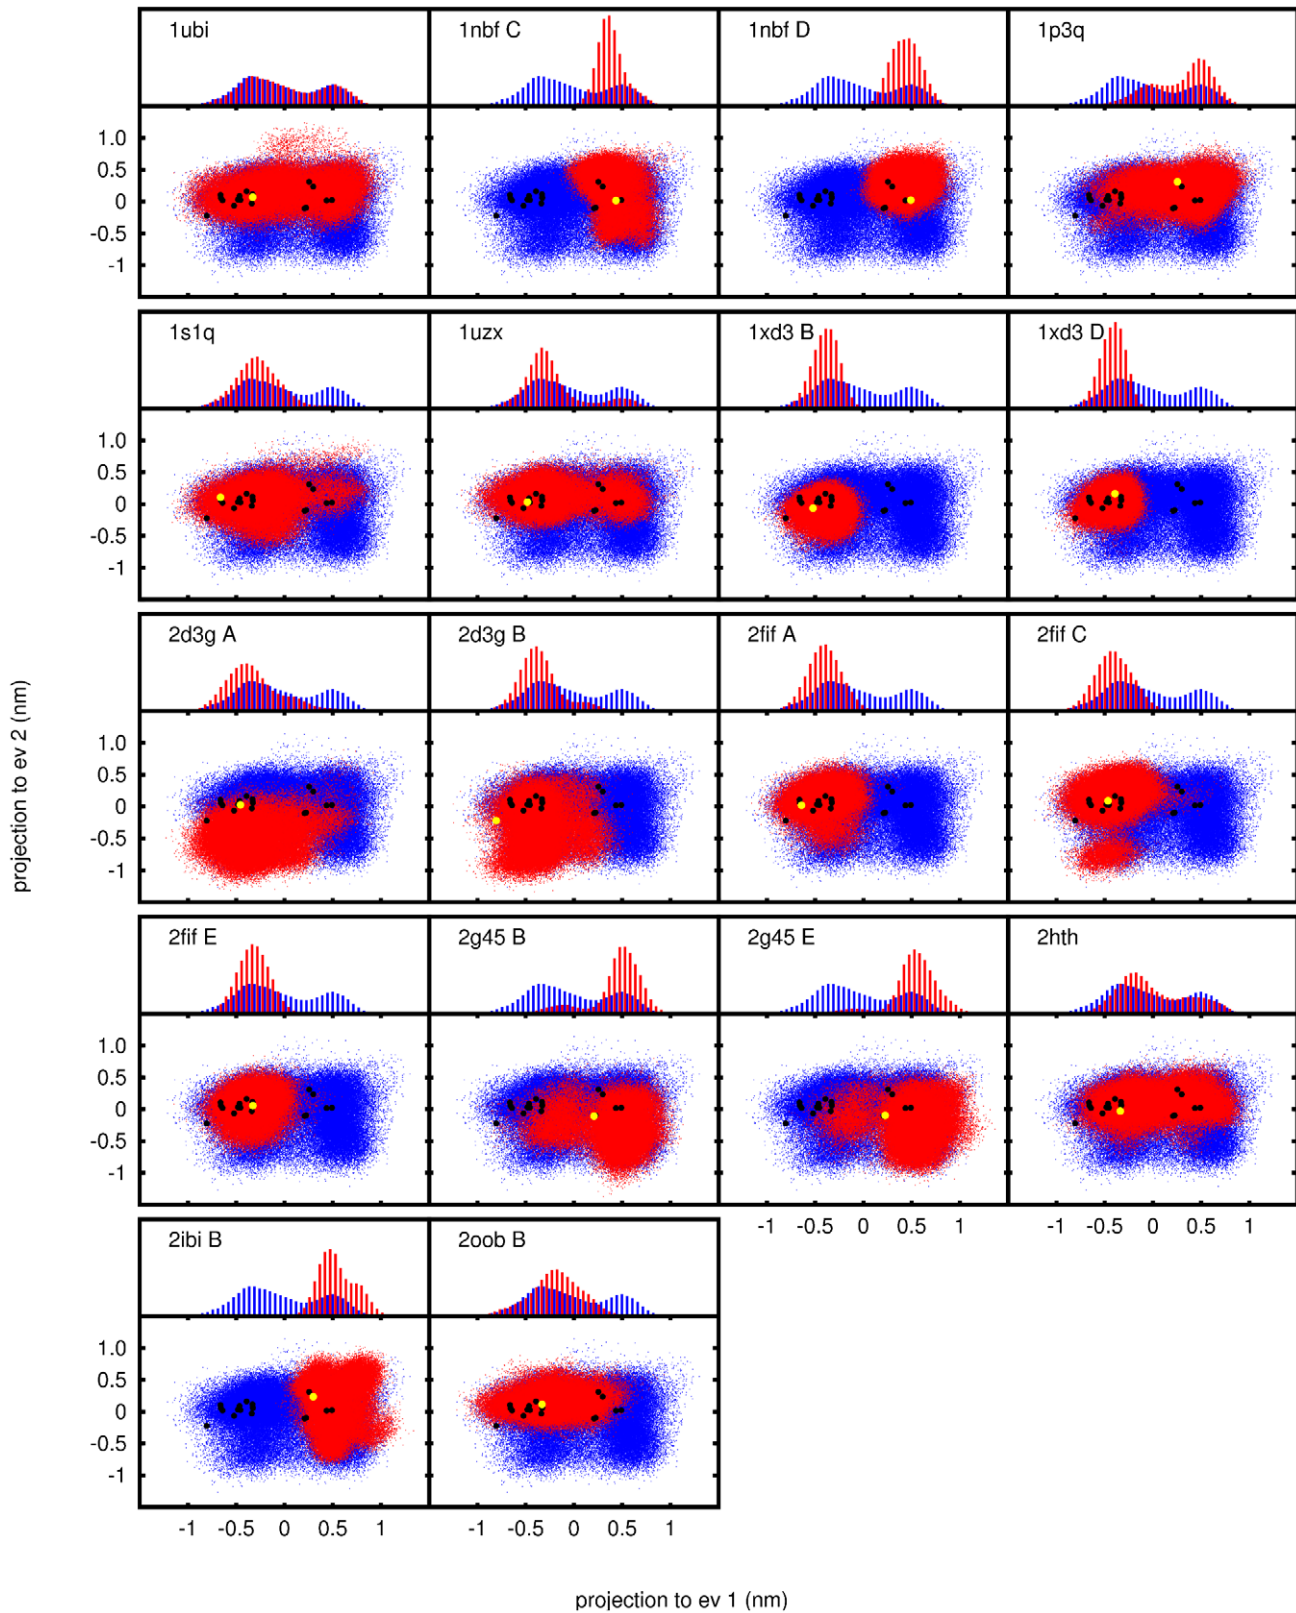 1ubi 1nbf C 1nbf D 1p3q
1.0
0.5
0
-0.5
-1
1s1q 1uzx 1xd3 B 1xd3 D
1.0
0.5
0
-0.5
-1
2d3g A 2d3g B 2fif A 2fif C
1.0
0.5
0
-0.5
-1
projection to ev 2 (nm)
2fif E 2g45 B 2g45 E 2hth
1.0
0.5
0
-0.5
-1
-1 -0.5 0 0.5 1 -1 -0.5 0 0.5 1
2ibi B 2oob B
1.0
0.5
0
-0.5
-1
-1 -0.5 0 0.5 1 -1 -0.5 0 0.5 1
projection to ev 1 (nm)